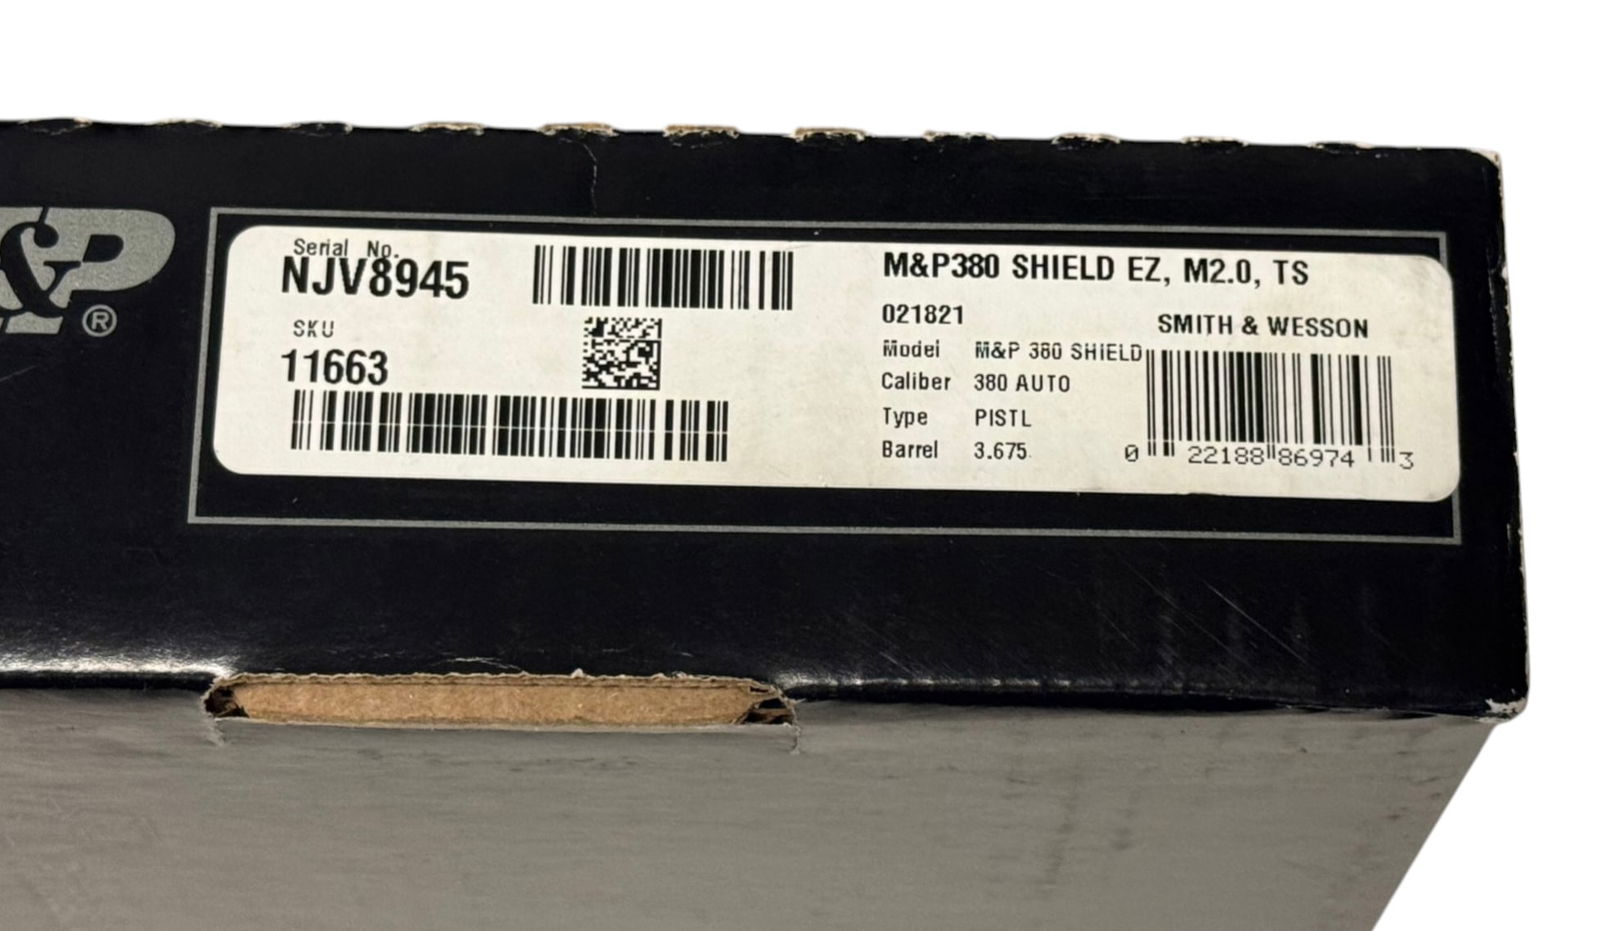 &P®
Serial No.
NJV8945
SKU
11663
M&P380 SHIELD EZ, M2.0, TS
021821
SMITH & WESSON
Model M&P 380 SHIELD
Caliber 380 AUTO
Type PISTL
Barrel 3.675
0 22188 86974 3